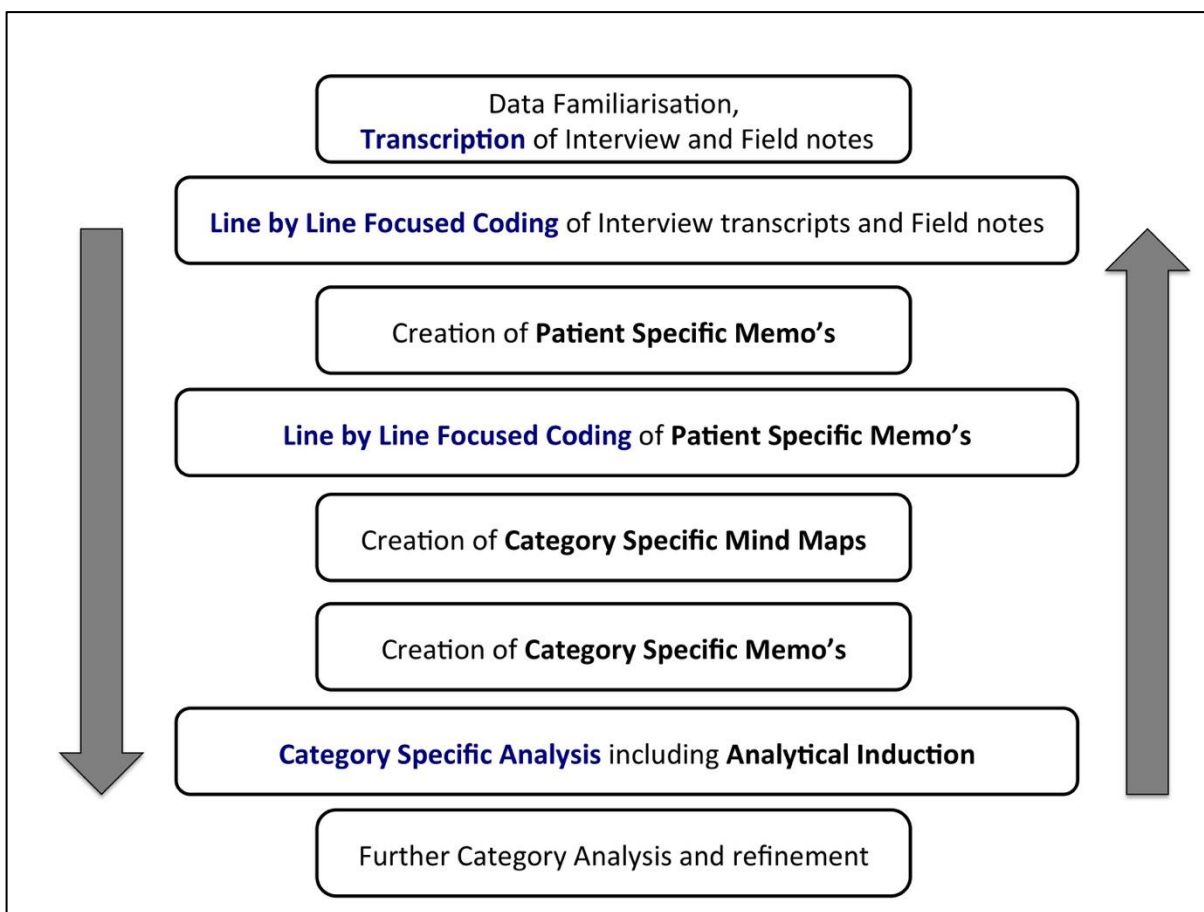 Data Familiarisation,
Transcription of Interview and Field notes
Line by Line Focused Coding of Interview transcripts and Field notes
Creation of Patient Specific Memo’s
Line by Line Focused Coding of Patient Specific Memo’s
Creation of Category Specific Mind Maps
Creation of Category Specific Memo’s
Category Specific Analysis including Analytical Induction
Further Category Analysis and refinement